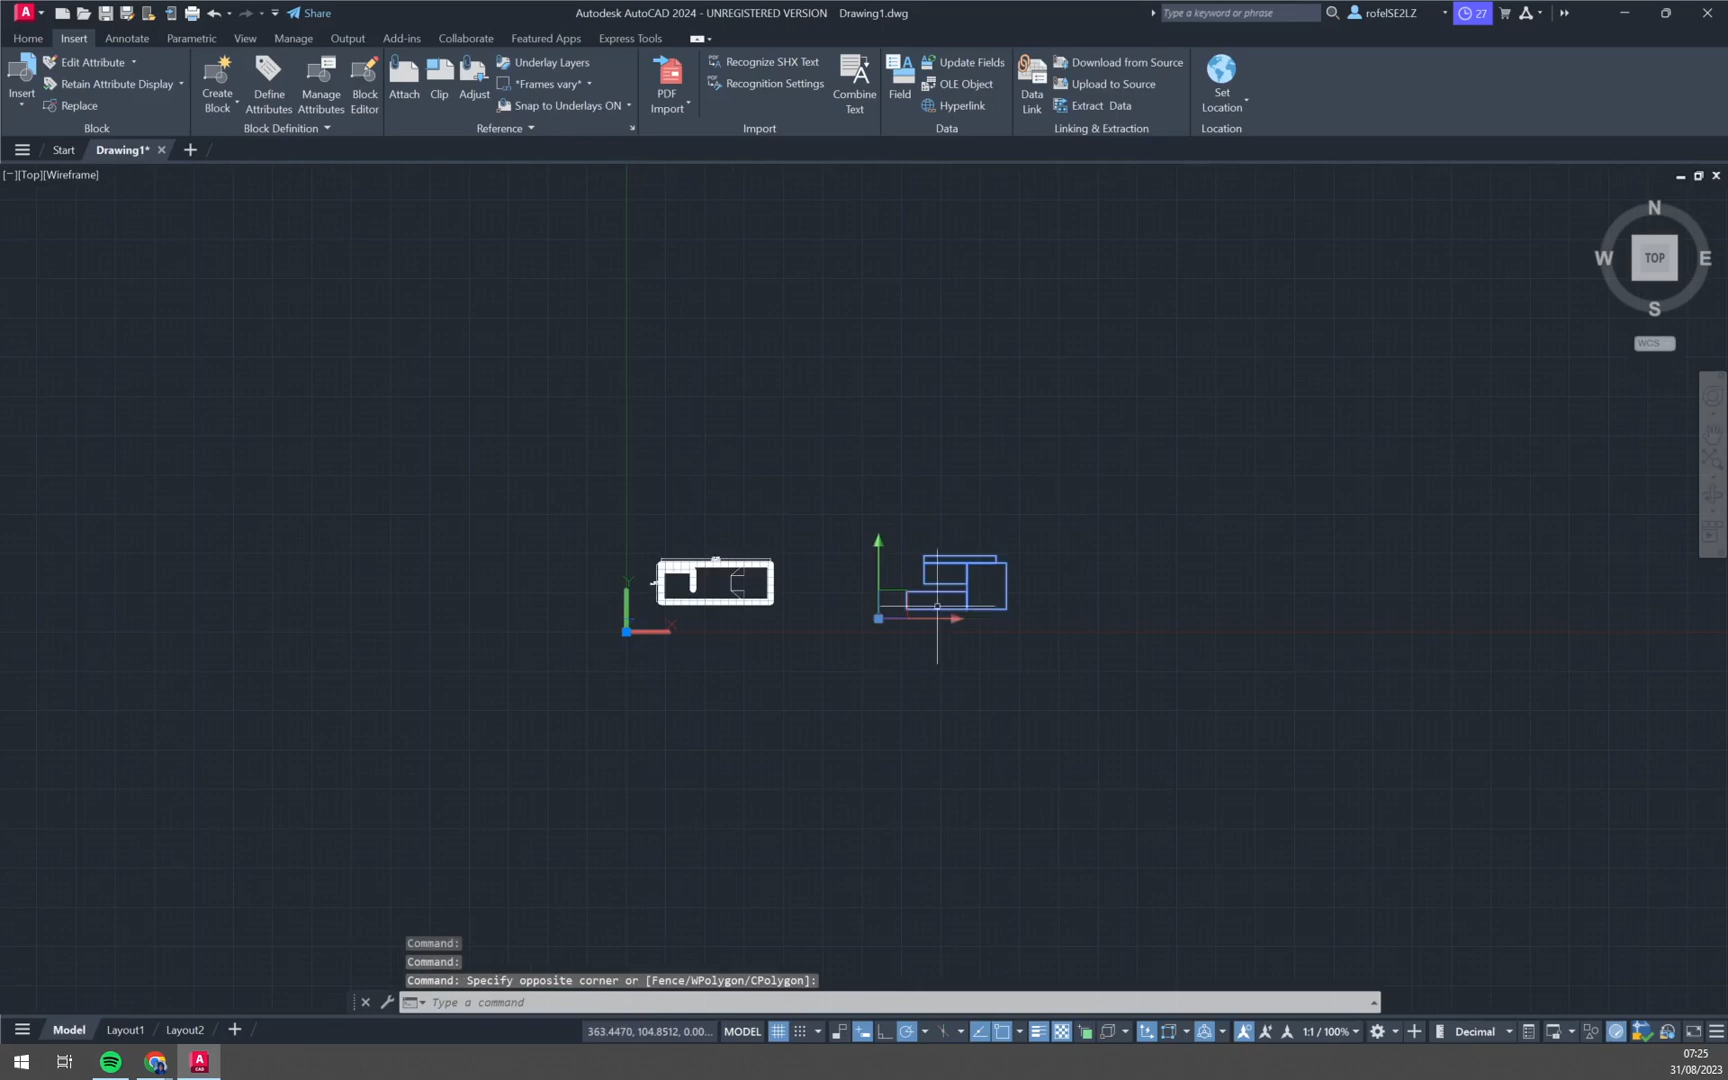 Share Autodesk AutoCAD 2024 - UNREGISTERED VERSION Drawing1.dwg Type a keyword or phrase rofelSE2LZ 27
Home Insert Annotate Parametric View Manage Output Add-ins Collaborate Featured Apps Express Tools
Insert
Edit Attribute
Retain Attribute Display
Replace
Block
Create Block
Define Attributes
Manage Attributes
Block Editor
Block Definition
Attach
Clip
Adjust
Underlay Layers
*Frames vary*
Snap to Underlays ON
Reference
PDF Import
Recognize SHX Text
Recognition Settings
Combine Text
Import
Field
Update Fields
OLE Object
Hyperlink
Data
Data Link
Download from Source
Upload to Source
Extract Data
Linking & Extraction
Set Location
Location
Start Drawing1*
[−][Top][Wireframe]
N
W TOP E
S
WCS
Y
X
Command:
Command:
Command: Specify opposite corner or [Fence/WPolygon/CPolygon]:
Type a command
Model Layout1 Layout2 363.4470, 104.8512, 0.00... MODEL 1:1 / 100% Decimal
07:25
31/08/2023